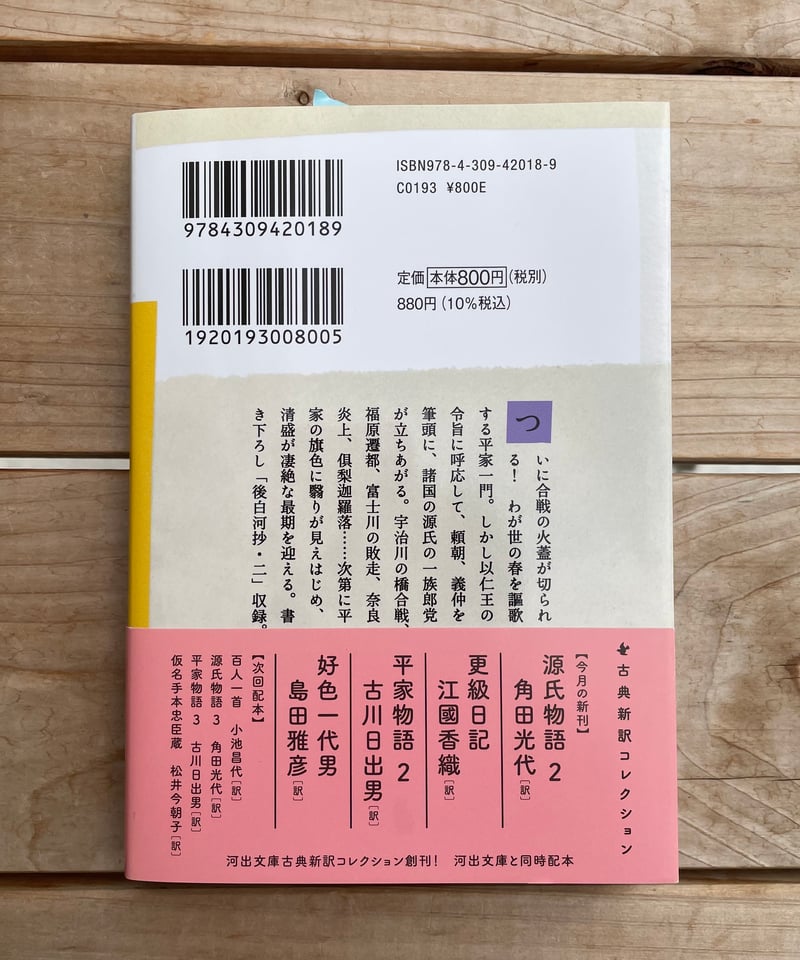 ISBN978-4-309-42018-9
C0193 ¥800E
9784309420189
定価 本体800円(税別)
880円(10%税込)
1920193008005
ついに合戦の火蓋が切られ
る! わが世の春を謳歌
する平家一門。しかし以仁王の
令旨に呼応して、頼朝、義仲を
筆頭に、諸国の源氏の一族郎党
が立ちあがる。宇治川の橋合戦、
福原遷都、富士川の敗走、奈良
炎上、倶梨迦羅落……次第に平
家の旗色に翳りが見えはじめ、
清盛が凄絶な最期を迎える。書
き下ろし「後白河抄・二」収録。
古典新訳コレクション
【今月の新刊】
源氏物語 2
角田光代[訳]
更級日記
江國香織[訳]
平家物語 2
古川日出男[訳]
好色一代男
島田雅彦[訳]
【次回配本】
百人一首 小池昌代[訳]
源氏物語 3 角田光代[訳]
平家物語 3 古川日出男[訳]
仮名手本忠臣蔵 松井今朝子[訳]
河出文庫古典新訳コレクション創刊! 河出文庫と同時配本